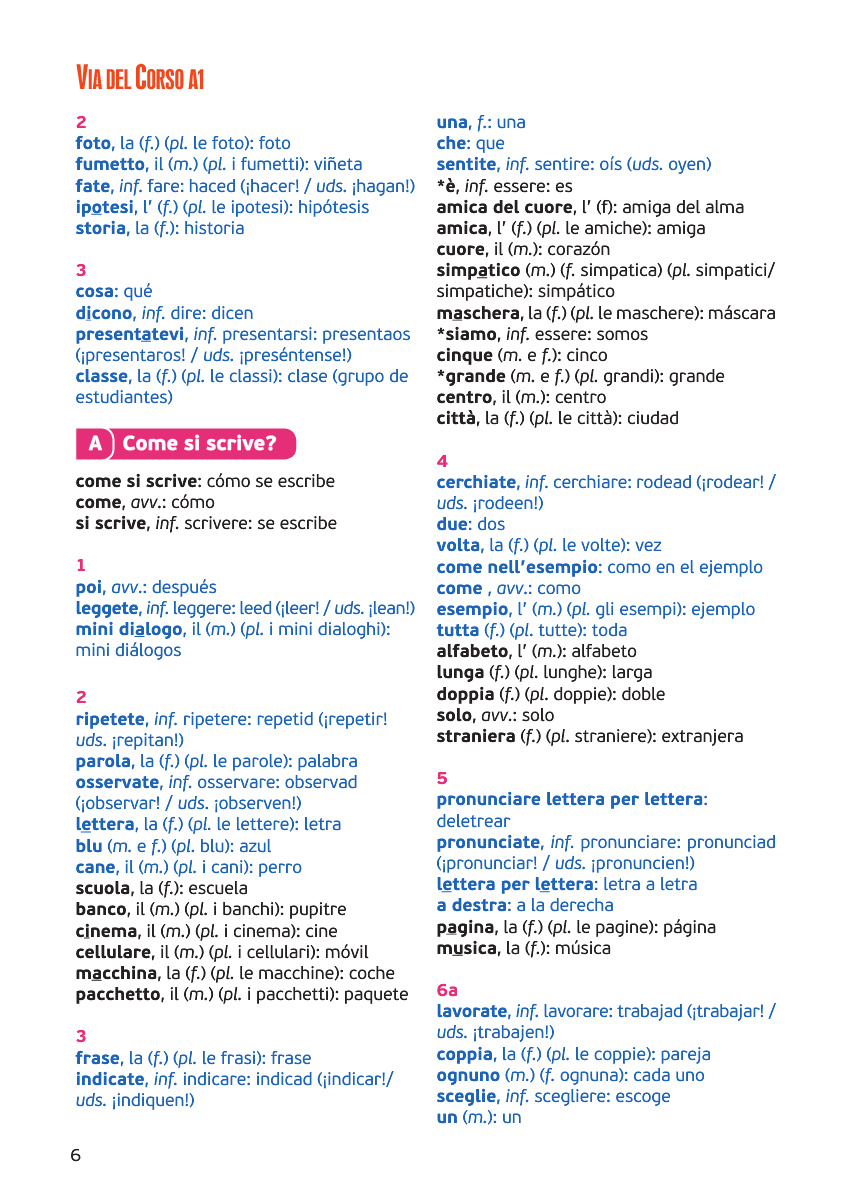 VIA DEL CORSO A1
2
foto, la (f.) (pl. le foto): foto
fumetto, il (m.) (pl. i fumetti): viñeta
fate, inf. fare: haced (¡hacer! / uds. ¡hagan!)
ipotesi, l’ (f.) (pl. le ipotesi): hipótesis
storia, la (f.): historia
3
cosa: qué
dicono, inf. dire: dicen
presentatevi, inf. presentarsi: presentaos
(¡presentaros! / uds. ¡preséntense!)
classe, la (f.) (pl. le classi): clase (grupo de
estudiantes)
A Come si scrive?
come si scrive: cómo se escribe
come, avv.: cómo
si scrive, inf. scrivere: se escribe
1
poi, avv.: después
leggete, inf. leggere: leed (¡leer! / uds. ¡lean!)
mini dialogo, il (m.) (pl. i mini dialoghi):
mini diálogos
2
ripetete, inf. ripetere: repetid (¡repetir!
uds. ¡repitan!)
parola, la (f.) (pl. le parole): palabra
osservate, inf. osservare: observad
(¡observar! / uds. ¡observen!)
lettera, la (f.) (pl. le lettere): letra
blu (m. e f.) (pl. blu): azul
cane, il (m.) (pl. i cani): perro
scuola, la (f.): escuela
banco, il (m.) (pl. i banchi): pupitre
cinema, il (m.) (pl. i cinema): cine
cellulare, il (m.) (pl. i cellulari): móvil
macchina, la (f.) (pl. le macchine): coche
pacchetto, il (m.) (pl. i pacchetti): paquete
3
frase, la (f.) (pl. le frasi): frase
indicate, inf. indicare: indicad (¡indicar!/
uds. ¡indiquen!)
una, f.: una
che: que
sentite, inf. sentire: oís (uds. oyen)
*è, inf. essere: es
amica del cuore, l’ (f): amiga del alma
amica, l’ (f.) (pl. le amiche): amiga
cuore, il (m.): corazón
simpatico (m.) (f. simpatica) (pl. simpatici/
simpatiche): simpático
maschera, la (f.) (pl. le maschere): máscara
*siamo, inf. essere: somos
cinque (m. e f.): cinco
*grande (m. e f.) (pl. grandi): grande
centro, il (m.): centro
città, la (f.) (pl. le città): ciudad
4
cerchiate, inf. cerchiare: rodead (¡rodear! /
uds. ¡rodeen!)
due: dos
volta, la (f.) (pl. le volte): vez
come nell’esempio: como en el ejemplo
come , avv.: como
esempio, l’ (m.) (pl. gli esempi): ejemplo
tutta (f.) (pl. tutte): toda
alfabeto, l’ (m.): alfabeto
lunga (f.) (pl. lunghe): larga
doppia (f.) (pl. doppie): doble
solo, avv.: solo
straniera (f.) (pl. straniere): extranjera
5
pronunciare lettera per lettera:
deletrear
pronunciate, inf. pronunciare: pronunciad
(¡pronunciar! / uds. ¡pronuncien!)
lettera per lettera: letra a letra
a destra: a la derecha
pagina, la (f.) (pl. le pagine): página
musica, la (f.): música
6a
lavorate, inf. lavorare: trabajad (¡trabajar! /
uds. ¡trabajen!)
coppia, la (f.) (pl. le coppie): pareja
ognuno (m.) (f. ognuna): cada uno
sceglie, inf. scegliere: escoge
un (m.): un
6